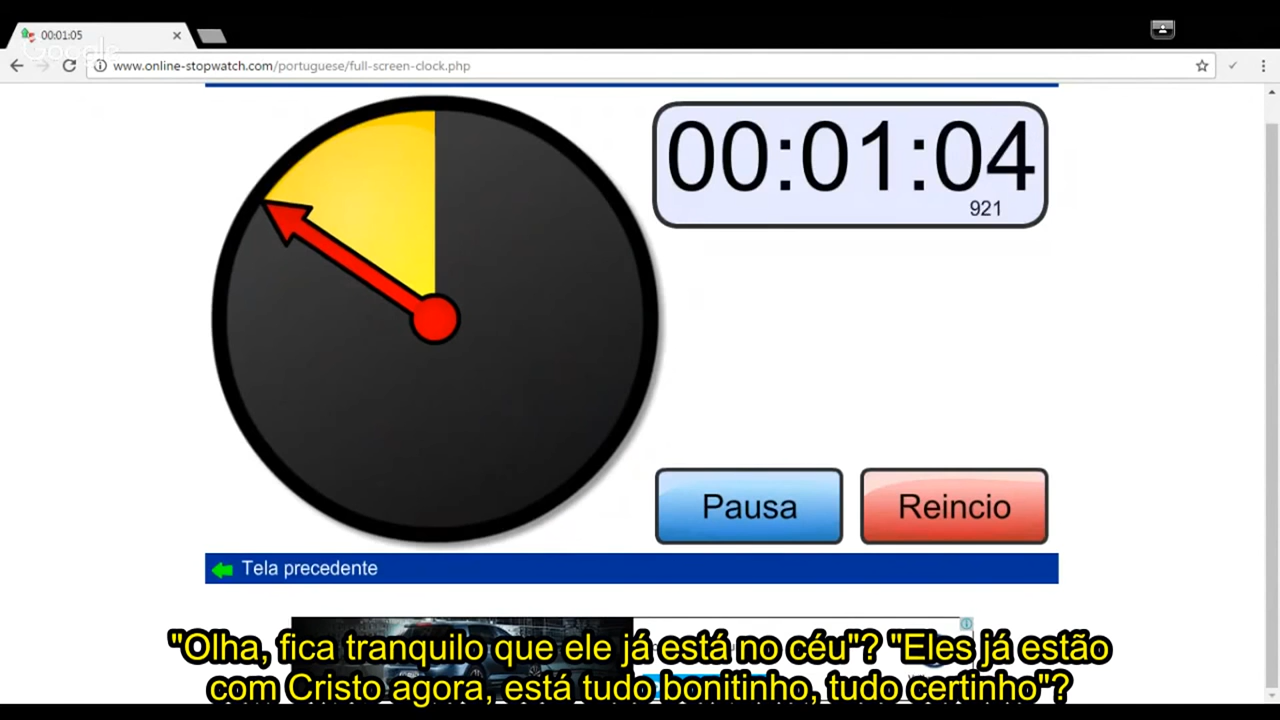 00:01:05
Google
www.online-stopwatch.com/portuguese/full-screen-clock.php
00:01:04
921
Pausa
Reincio
Tela precedente
"Olha, fica tranquilo que ele já está no céu"? "Eles já estão
com Cristo agora, está tudo bonitinho, tudo certinho"?